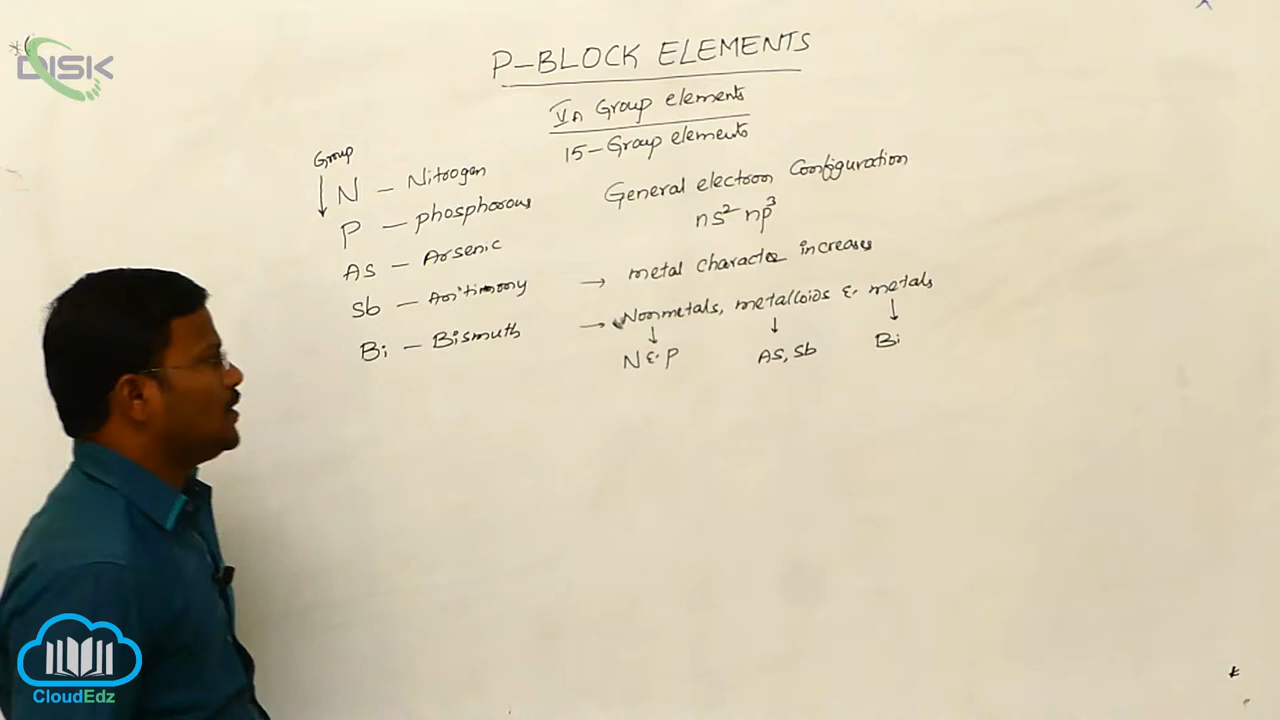 DISK
P-BLOCK ELEMENTS
VA Group elements
15-Group elements
Group
N - Nitrogen
P - phosphorous
As - Arsenic
Sb - Antimony
Bi - Bismuth
General electron Configuration
ns² np³
→ metal character increases
→ Nonmetals, metalloids & metals
N & P
As, Sb
Bi
CloudEdz